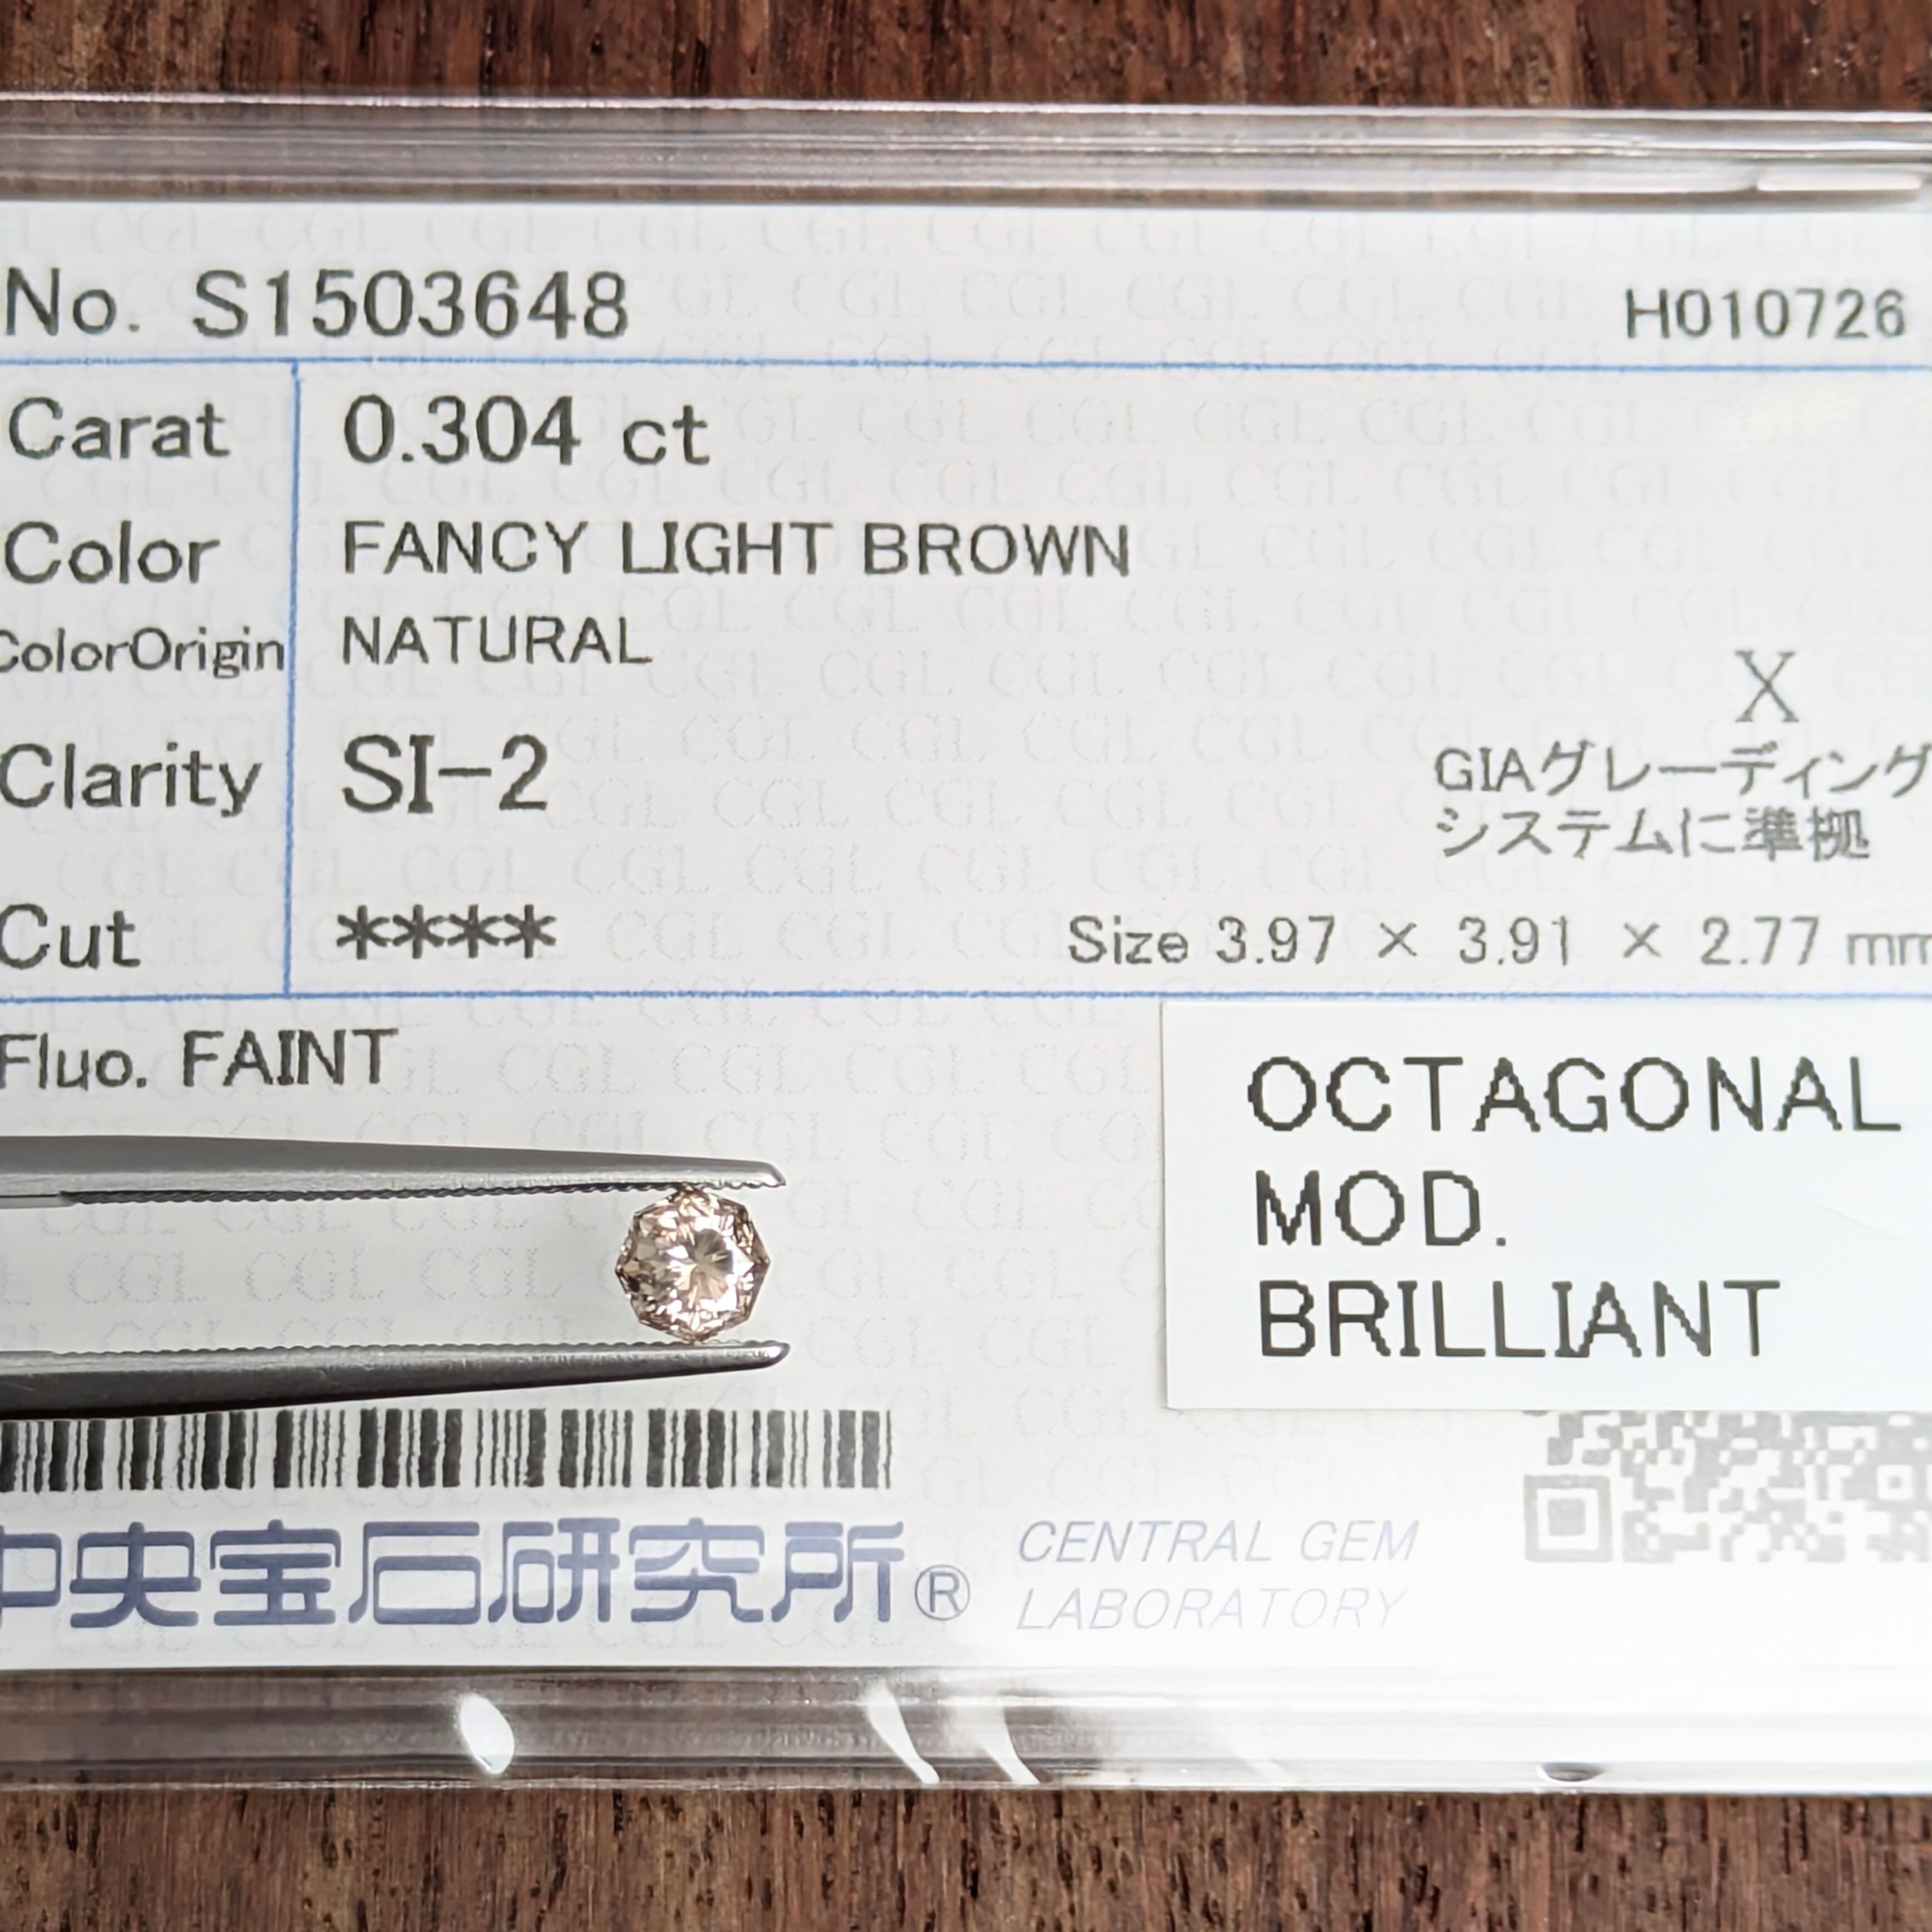 No. S1503648
H010726
Carat 0.304 ct
Color FANCY LIGHT BROWN
ColorOrigin NATURAL
X
Clarity SI-2
GIAグレーディング
システムに準拠
Cut ****
Size 3.97 × 3.91 × 2.77 mm
Fluo. FAINT
OCTAGONAL
MOD.
BRILLIANT
中央宝石研究所®
CENTRAL GEM
LABORATORY